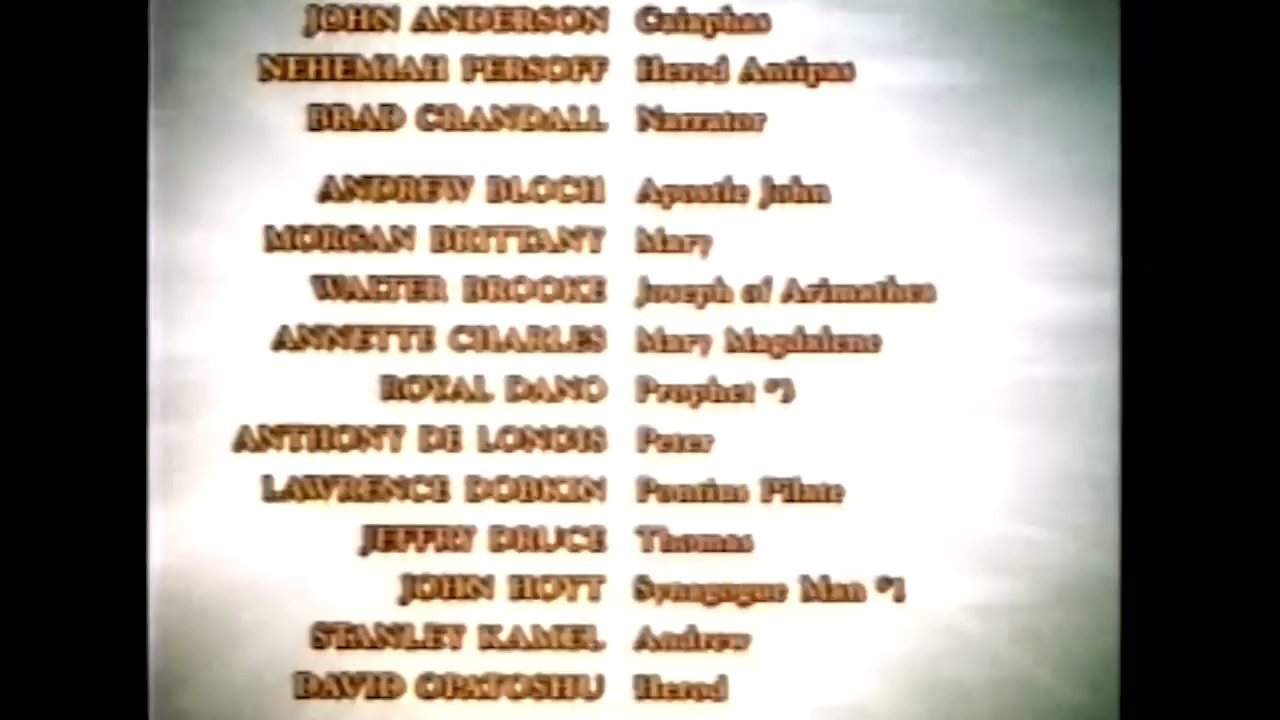 JOHN ANDERSON Caiaphas
NEHEMIAH PERSOFF Herod Antipas
BRAD CRANDALL Narrator
ANDREW BLOCH Apostle John
MORGAN BRITTANY Mary
WALTER BROOKE Joseph of Arimathea
ANNETTE CHARLES Mary Magdalene
ROYAL DANO Prophet
ANTHONY DE LONGIS Peter
LAWRENCE DOBKIN Pontius Pilate
JEFFRY DRUCE Thomas
JOHN HOYT Synagogue Man
STANLEY KAMEL Andrew
DAVID OPATOSHU Herod